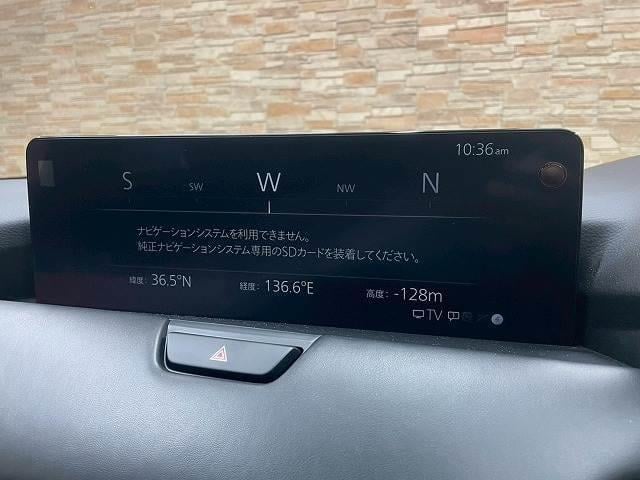 10:36am
S SW W NW N
ナビゲーションシステムを利用できません。
純正ナビゲーションシステム専用のSDカードを装着してください。
緯度: 36.5°N 経度: 136.6°E 高度: -128m
TV